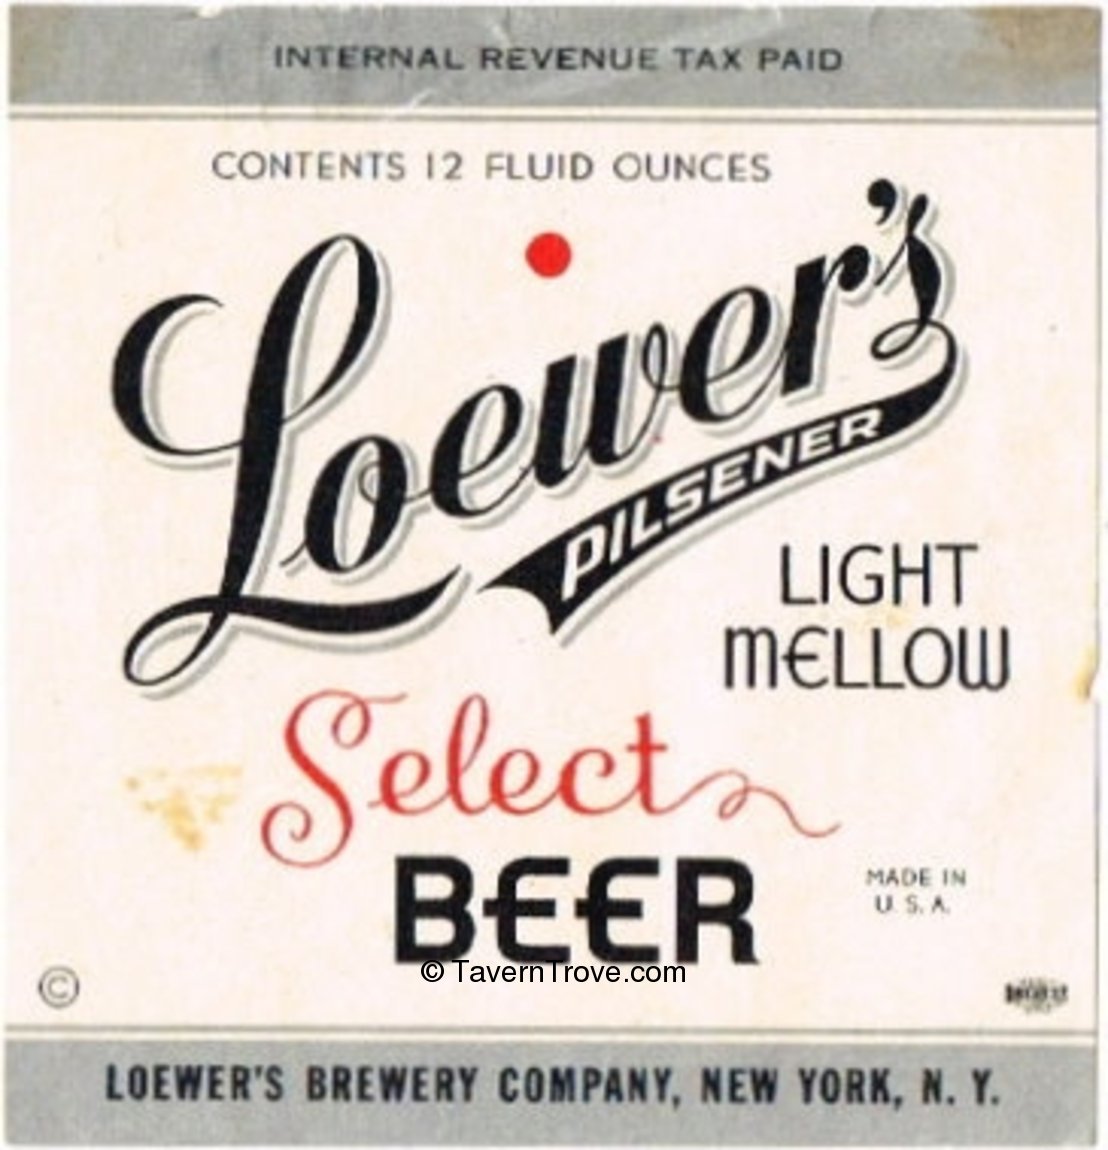 INTERNAL REVENUE TAX PAID
CONTENTS 12 FLUID OUNCES
Loewer's
PILSENER
LIGHT
MELLOW
Select
BEER
MADE IN
U. S. A.
© TavernTrove.com
©
LOEWER'S BREWERY COMPANY, NEW YORK, N. Y.